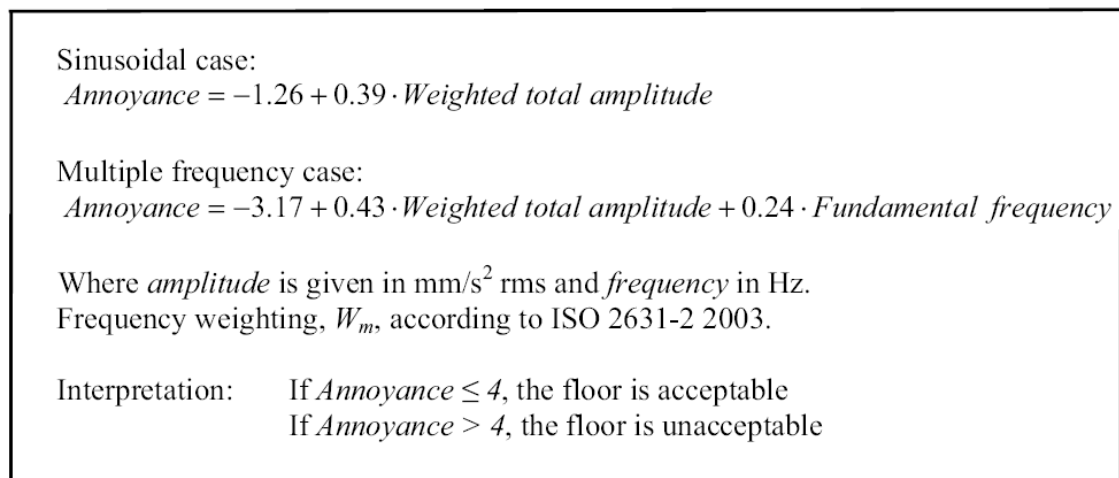 Sinusoidal case:
Annoyance = −1.26 + 0.39 · Weighted total amplitude
Multiple frequency case:
Annoyance = −3.17 + 0.43 · Weighted total amplitude + 0.24 · Fundamental frequency
Where amplitude is given in mm/s² rms and frequency in Hz.
Frequency weighting, Wₘ, according to ISO 2631-2 2003.
Interpretation: If Annoyance ≤ 4, the floor is acceptable
If Annoyance > 4, the floor is unacceptable